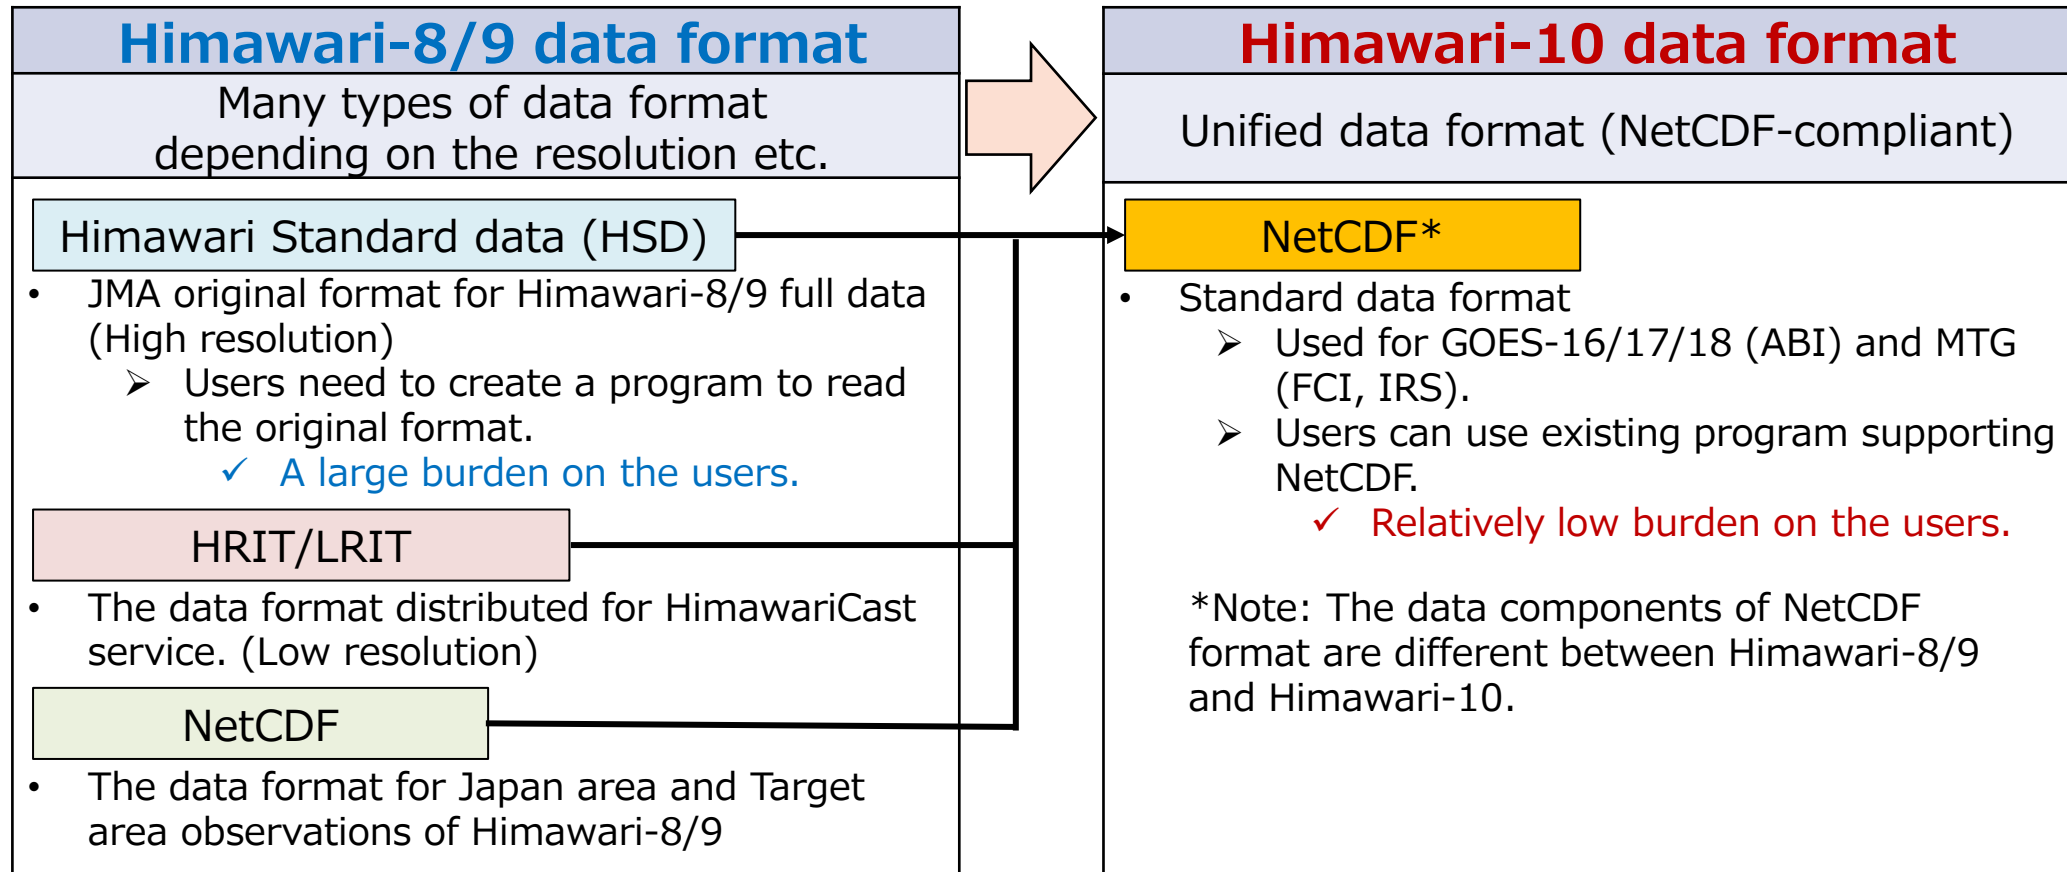 Himawari-8/9 data format
Many types of data format
depending on the resolution etc.
Himawari Standard data (HSD)
• JMA original format for Himawari-8/9 full data
(High resolution)
➢ Users need to create a program to read
the original format.
✓ A large burden on the users.
HRIT/LRIT
• The data format distributed for HimawariCast
service. (Low resolution)
NetCDF
• The data format for Japan area and Target
area observations of Himawari-8/9
Himawari-10 data format
Unified data format (NetCDF-compliant)
NetCDF*
• Standard data format
➢ Used for GOES-16/17/18 (ABI) and MTG
(FCI, IRS).
➢ Users can use existing program supporting
NetCDF.
✓ Relatively low burden on the users.
*Note: The data components of NetCDF
format are different between Himawari-8/9
and Himawari-10.